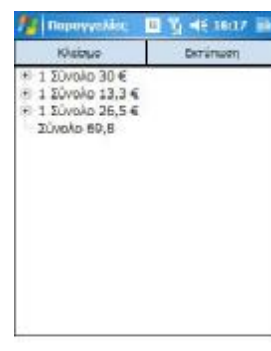 Παραγγελίες 16:17
Κλείσιμο Εκτύπωση
1 Σύνολο 30 €
1 Σύνολο 13,3 €
1 Σύνολο 26,5 €
Σύνολο 69,8